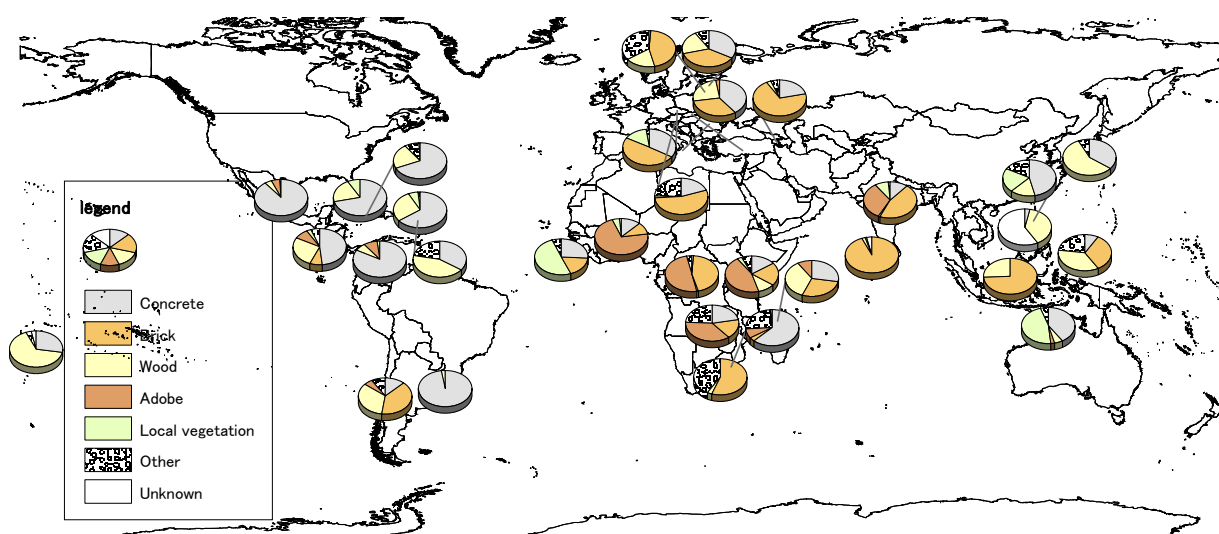 legend
Concrete
Brick
Wood
Adobe
Local vegetation
Other
Unknown